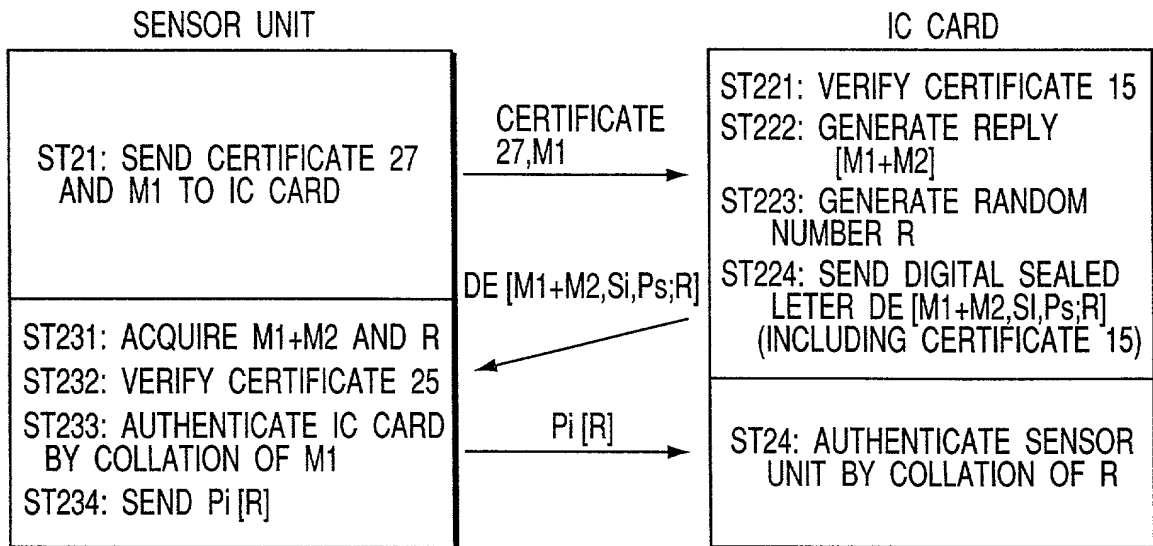 SENSOR UNIT
ST21: SEND CERTIFICATE 27
AND M1 TO IC CARD
CERTIFICATE
27,M1
IC CARD
ST221: VERIFY CERTIFICATE 15
ST222: GENERATE REPLY
[M1+M2]
ST223: GENERATE RANDOM
NUMBER R
ST224: SEND DIGITAL SEALED
LETER DE [M1+M2,SI,Ps;R]
(INCLUDING CERTIFICATE 15)
DE [M1+M2,Si,Ps;R]
ST231: ACQUIRE M1+M2 AND R
ST232: VERIFY CERTIFICATE 25
ST233: AUTHENTICATE IC CARD
BY COLLATION OF M1
ST234: SEND Pi [R]
Pi [R]
ST24: AUTHENTICATE SENSOR
UNIT BY COLLATION OF R